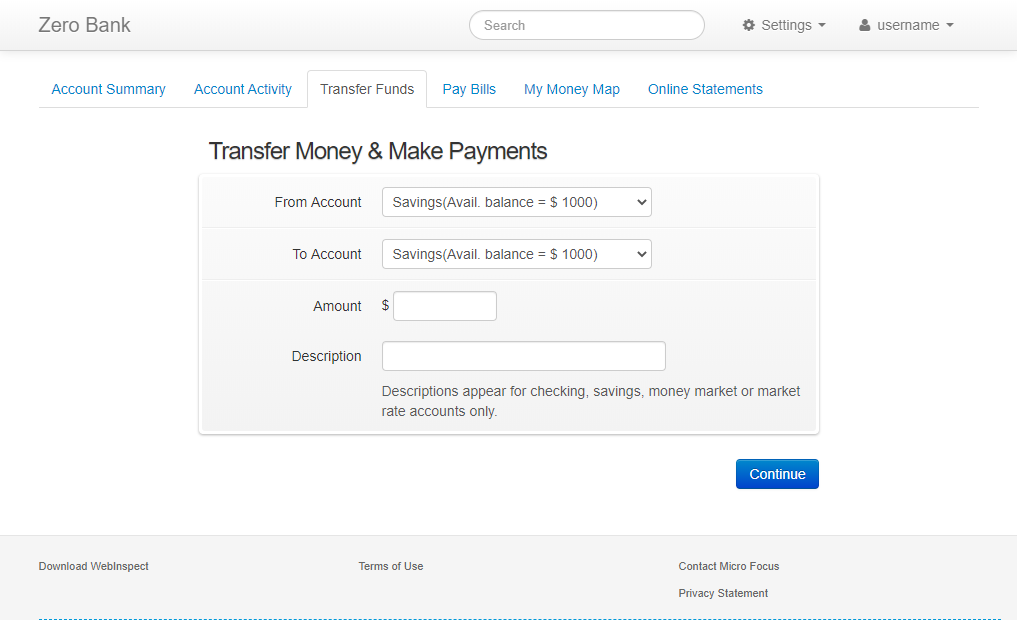 Zero Bank
Search
Settings
username
Account Summary
Account Activity
Transfer Funds
Pay Bills
My Money Map
Online Statements
Transfer Money & Make Payments
From Account
Savings(Avail. balance = $ 1000)
To Account
Savings(Avail. balance = $ 1000)
Amount
$
Description
Descriptions appear for checking, savings, money market or market
rate accounts only.
Continue
Download WebInspect
Terms of Use
Contact Micro Focus
Privacy Statement